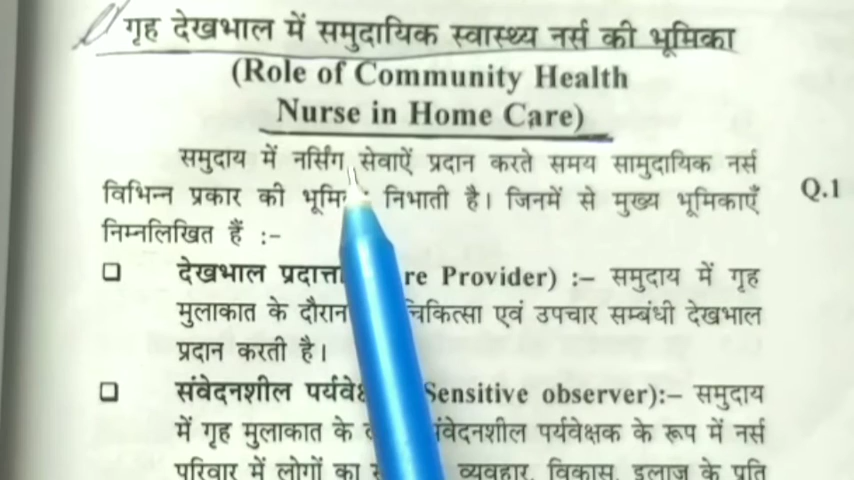 गृह देखभाल में समुदायिक स्वास्थ्य नर्स की भूमिका
(Role of Community Health
Nurse in Home Care)
समुदाय में नर्सिंग सेवाऐं प्रदान करते समय सामुदायिक नर्स
विभिन्न प्रकार की निभाती है। जिनमें से मुख्य भूमिकाएँ
Q.1
निम्नलिखित हैं :-
देखभाल Provider) :– समुदाय में गृह
मुलाकात के दौरान चिकित्सा एवं उपचार सम्बंधी देखभाल
प्रदान करती है।
संवेदनशील Sensitive observer):– समुदाय
में गृह मुलाकात के पर्यवेक्षक के रूप में नर्स
परिवार में लोगों का व्यवहार, विकास, इलाज के प्रति